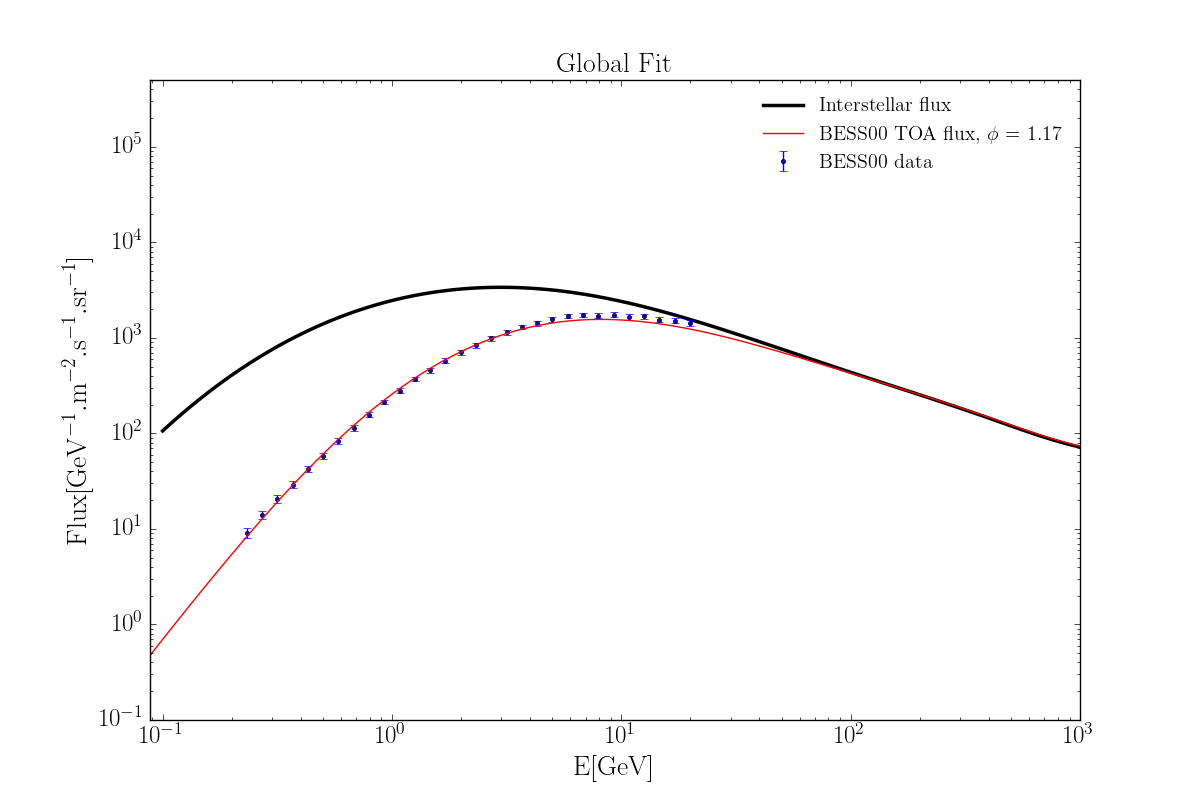 Global Fit
Interstellar flux
BESS00 TOA flux, ϕ = 1.17
BESS00 data
Flux[GeV⁻¹.m⁻².s⁻¹.sr⁻¹]
10⁵
10⁴
10³
10²
10¹
10⁰
10⁻¹
10⁻¹ 10⁰ 10¹ 10² 10³
E[GeV]